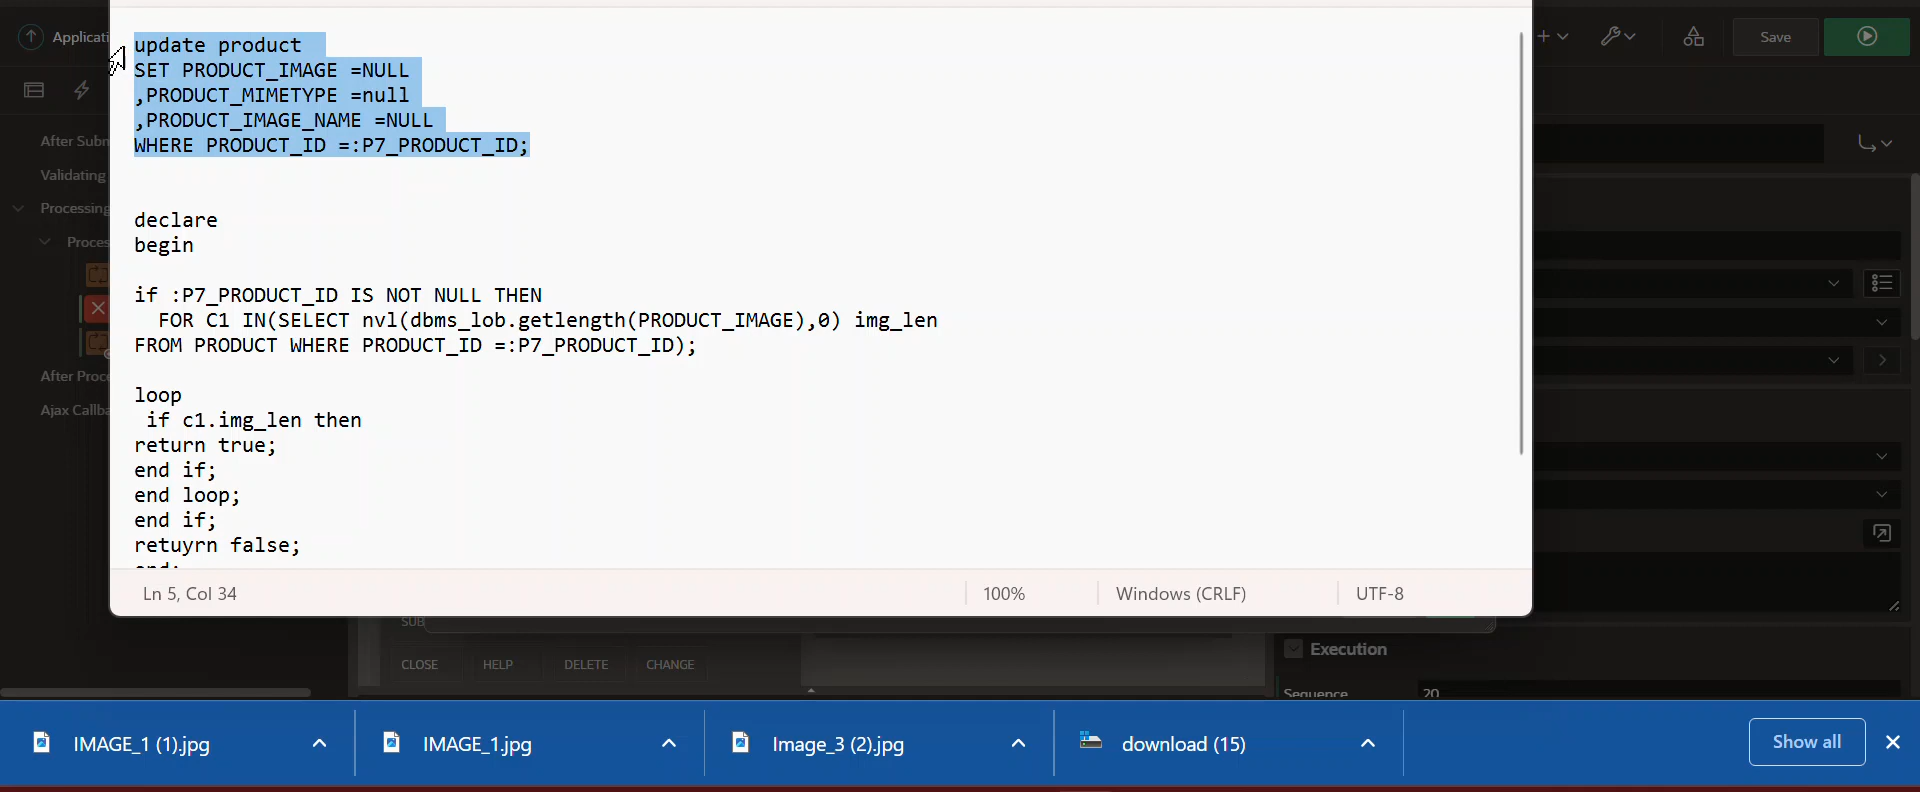 Applicati
Save
update product
SET PRODUCT_IMAGE =NULL
,PRODUCT_MIMETYPE =null
,PRODUCT_IMAGE_NAME =NULL
WHERE PRODUCT_ID =:P7_PRODUCT_ID;
declare
begin
if :P7_PRODUCT_ID IS NOT NULL THEN
FOR C1 IN(SELECT nvl(dbms_lob.getlength(PRODUCT_IMAGE),0) img_len
FROM PRODUCT WHERE PRODUCT_ID =:P7_PRODUCT_ID);
loop
if c1.img_len then
return true;
end if;
end loop;
end if;
retuyrn false;
end;
After Subm
Validating
Processing
Proces
After Proce
Ajax Callba
Ln 5, Col 34
100%
Windows (CRLF)
UTF-8
SUB
CLOSE
HELP
DELETE
CHANGE
Execution
Sequence
20
IMAGE_1 (1).jpg
IMAGE_1.jpg
Image_3 (2).jpg
download (15)
Show all